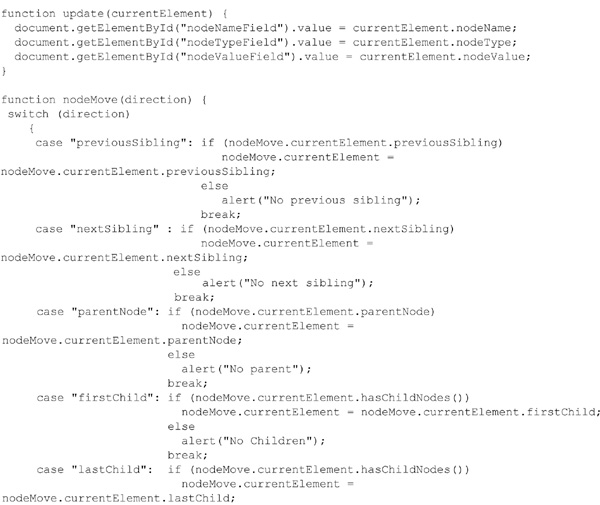 function update(currentElement) {
document.getElementById("nodeNameField").value = currentElement.nodeName;
document.getElementById("nodeTypeField").value = currentElement.nodeType;
document.getElementById("nodeValueField").value = currentElement.nodeValue;
}
function nodeMove(direction) {
switch (direction)
{
case "previousSibling": if (nodeMove.currentElement.previousSibling)
nodeMove.currentElement =
nodeMove.currentElement.previousSibling;
else
alert("No previous sibling");
break;
case "nextSibling" : if (nodeMove.currentElement.nextSibling)
nodeMove.currentElement =
nodeMove.currentElement.nextSibling;
else
alert("No next sibling");
break;
case "parentNode": if (nodeMove.currentElement.parentNode)
nodeMove.currentElement =
nodeMove.currentElement.parentNode;
else
alert("No parent");
break;
case "firstChild": if (nodeMove.currentElement.hasChildNodes())
nodeMove.currentElement = nodeMove.currentElement.firstChild;
else
alert("No Children");
break;
case "lastChild": if (nodeMove.currentElement.hasChildNodes())
nodeMove.currentElement =
nodeMove.currentElement.lastChild;